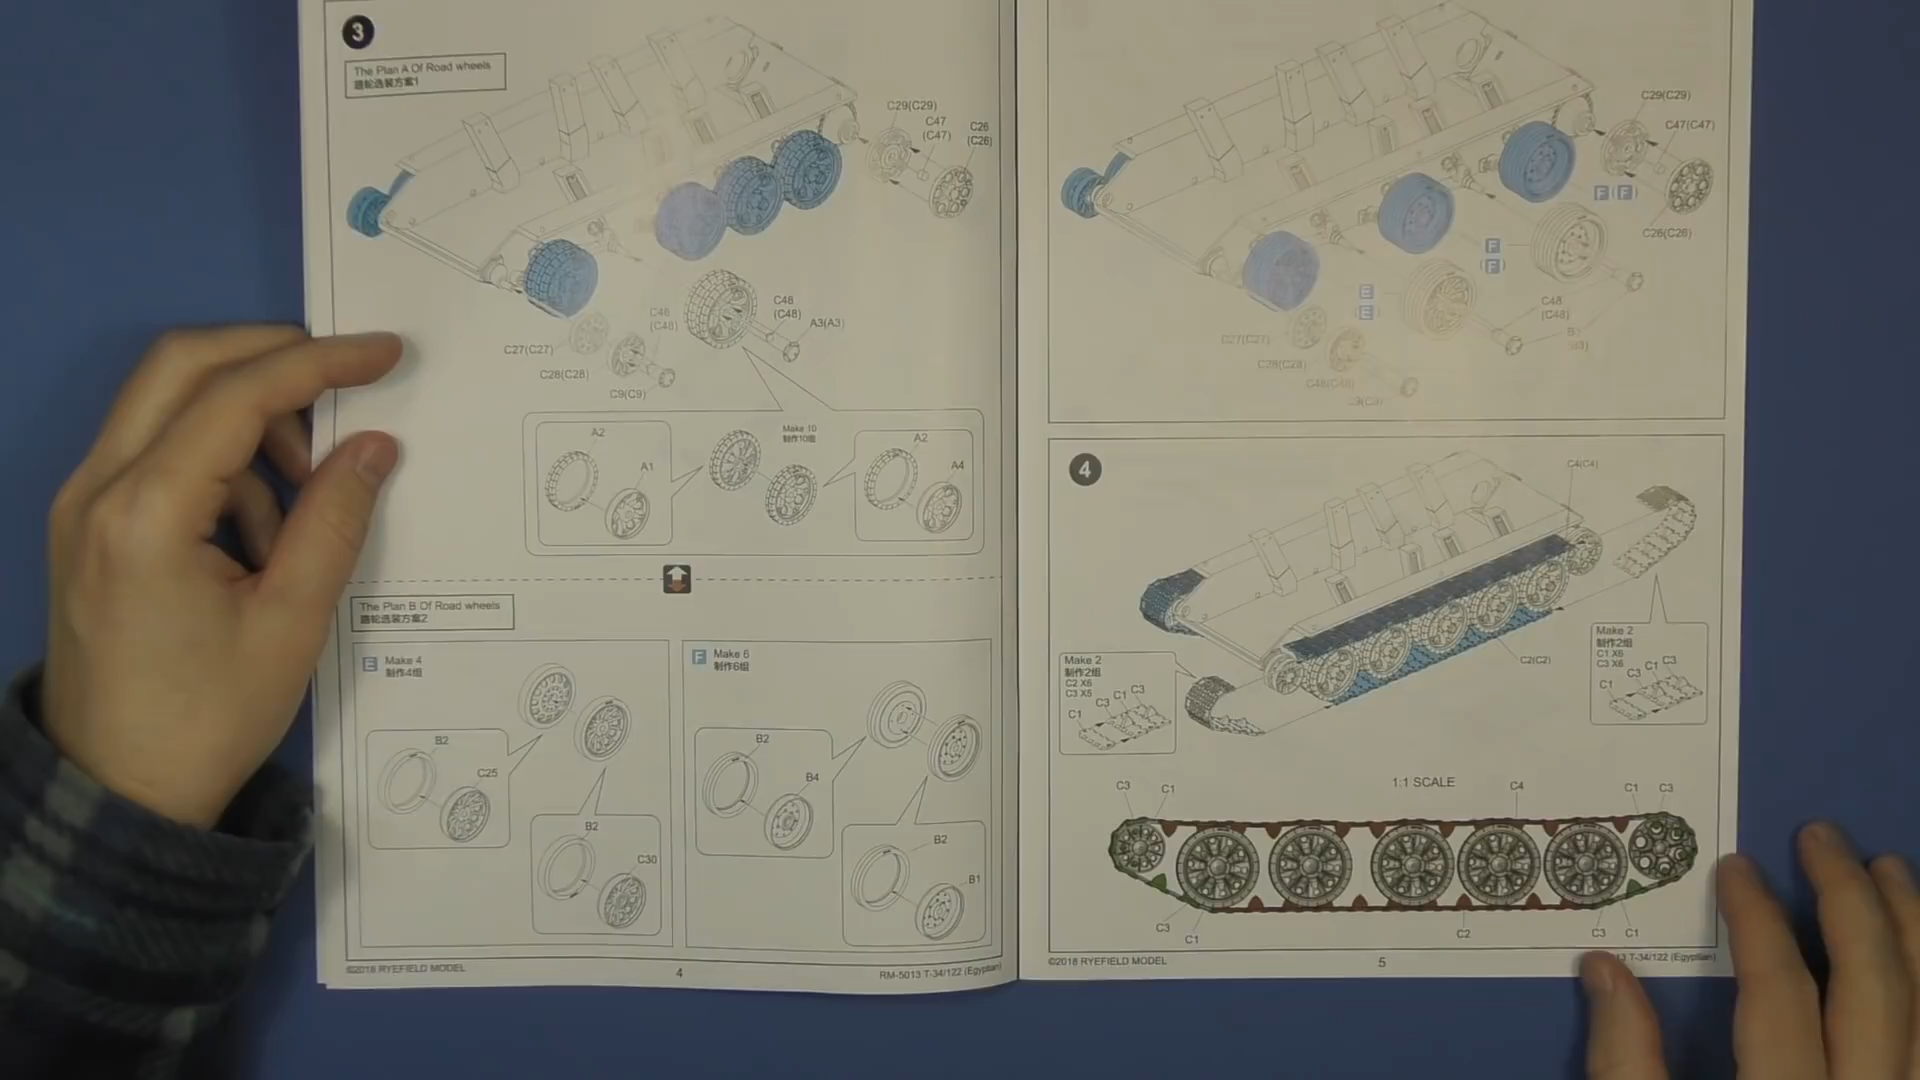 3
The Plan A Of Road wheels
蹈轮选装方案1
C29(C29)
C47
(C47)
C26
(C26)
C48
(C48)
C48
(C48)
A3(A3)
C27(C27)
C28(C28)
C9(C9)
A2
A1
Make 10
制作10组
A2
A4
The Plan B Of Road wheels
蹈轮选装方案2
E
Make 4
制作4组
B2
C25
B2
C30
F
Make 6
制作6组
B2
B4
B2
B1
©2018 RYEFIELD MODEL
4
RM-5013 T-34/122 (Egyptian)
C29(C29)
C47(C47)
F(F)
C26(C26)
F
(F)
E
(E)
C48
(C48)
C27(C27)
C28(C28)
C48(C48)
4
C4(C4)
Make 2
制作2组
C2 X6
C3 X5
C1
C3
C1
C3
C2(C2)
Make 2
制作2组
C1 X6
C3 X6
C1
C3
C1
C3
1:1 SCALE
C3
C1
C4
C1
C3
C3
C1
C2
C3
C1
©2018 RYEFIELD MODEL
5
13 T-34/122 (Egyptian)